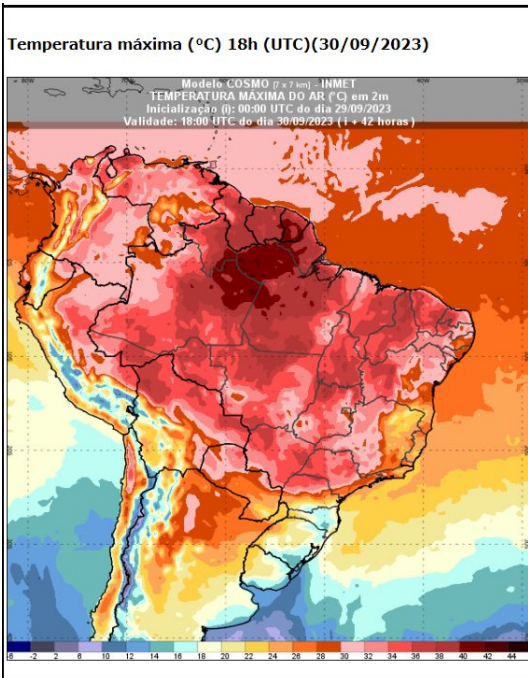 Temperatura máxima (ºC) 18h (UTC)(30/09/2023)
Modelo COSMO [7 x 7 km] - INMET
TEMPERATURA MÁXIMA DO AR (°C) em 2m
Inicialização (i): 00:00 UTC do dia 29/09/2023
Validade: 18:00 UTC do dia 30/09/2023 ( i + 42 horas )
-6 -2 2 6 8 10 12 14 16 18 20 22 24 26 28 30 32 34 36 38 40 42 44